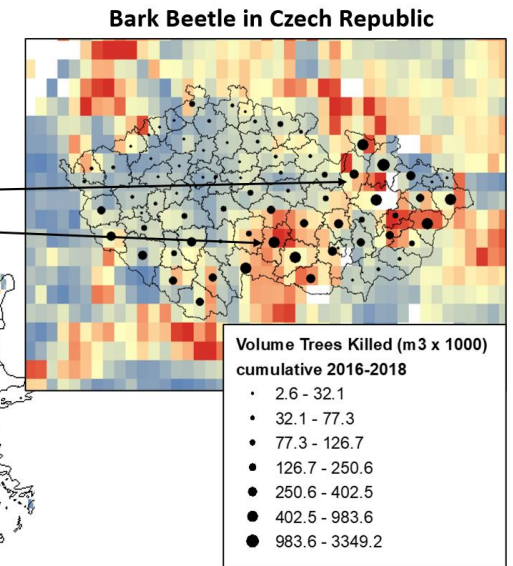 Bark Beetle in Czech Republic
Volume Trees Killed (m3 x 1000)
cumulative 2016-2018
2.6 - 32.1
32.1 - 77.3
77.3 - 126.7
126.7 - 250.6
250.6 - 402.5
402.5 - 983.6
983.6 - 3349.2